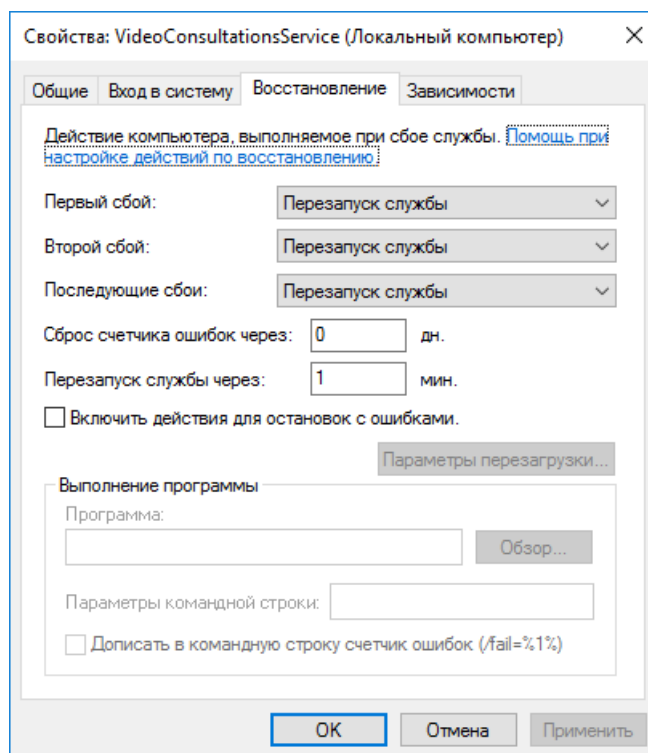 Свойства: VideoConsultationsService (Локальный компьютер)
Общие Вход в систему Восстановление Зависимости
Действие компьютера, выполняемое при сбое службы. Помощь при
настройке действий по восстановлению.
Первый сбой: Перезапуск службы
Второй сбой: Перезапуск службы
Последующие сбои: Перезапуск службы
Сброс счетчика ошибок через: 0 дн.
Перезапуск службы через: 1 мин.
Включить действия для остановок с ошибками.
Параметры перезагрузки...
Выполнение программы
Программа:
Обзор...
Параметры командной строки:
Дописать в командную строку счетчик ошибок (/fail=%1%)
ОК Отмена Применить